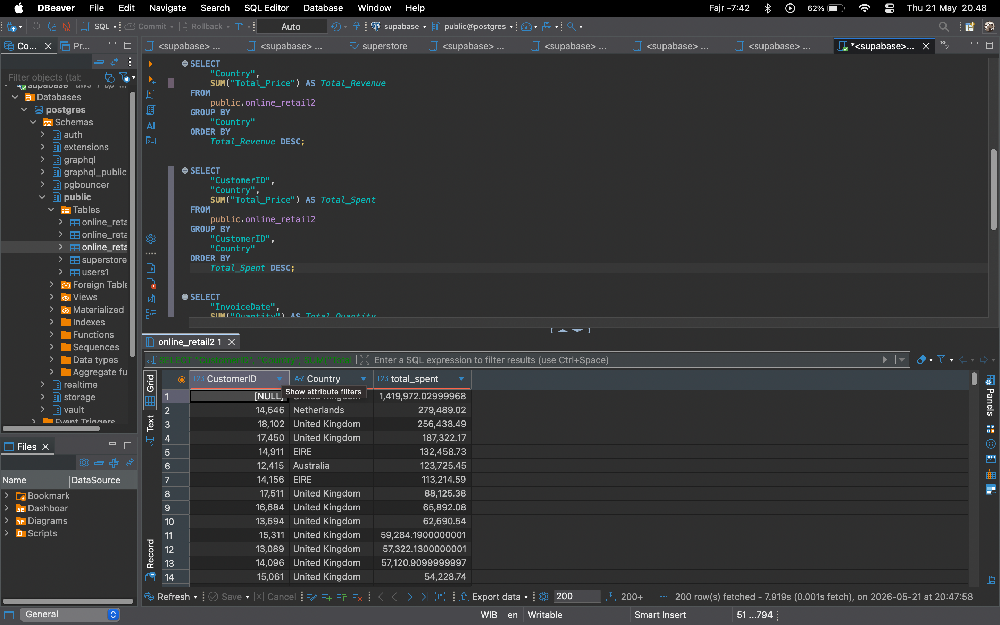 DBeaver File Edit Navigate Search SQL Editor Database Window Help Fajr -7:42 62% Thu 21 May 20.48
SQL Commit Rollback T Auto supabase public@postgres
Co... Pr... <supabase> ... <supabase> ... superstore <supabase> ... <supabase> ... <supabase> ... <supabase> ... *<supabase>... »2
Filter objects (tab
supabase aws-1-ap-...
Databases
postgres
Schemas
auth
extensions
graphql
graphql_public
pgbouncer
public
Tables
online_reta
online_reta
online_reta
superstore
users1
Foreign Table
Views
Materialized
Indexes
Functions
Sequences
Data types
Aggregate fu
realtime
storage
vault
Event Triggers
Files
Name DataSource
Bookmark
Dashboar
Diagrams
Scripts
General
AI
SELECT
"Country",
SUM("Total_Price") AS Total_Revenue
FROM
public.online_retail2
GROUP BY
"Country"
ORDER BY
Total_Revenue DESC;
SELECT
"CustomerID",
"Country",
SUM("Total_Price") AS Total_Spent
FROM
public.online_retail2
GROUP BY
"CustomerID",
"Country"
ORDER BY
Total_Spent DESC;
SELECT
"InvoiceDate",
SUM("Quantity") AS Total_Quantity
online_retail2 1
SELECT "CustomerID", "Country", SUM("Total_ Enter a SQL expression to filter results (use Ctrl+Space)
Grid
Text
Record
Panels
123 CustomerID A-Z Country 123 total_spent
Show attribute filters
1 [NULL] United Kingdom 1,419,972.02999968
2 14,646 Netherlands 279,489.02
3 18,102 United Kingdom 256,438.49
4 17,450 United Kingdom 187,322.17
5 14,911 EIRE 132,458.73
6 12,415 Australia 123,725.45
7 14,156 EIRE 113,214.59
8 17,511 United Kingdom 88,125.38
9 16,684 United Kingdom 65,892.08
10 13,694 United Kingdom 62,690.54
11 15,311 United Kingdom 59,284.1900000001
12 13,089 United Kingdom 57,322.1300000001
13 14,096 United Kingdom 57,120.9099999997
14 15,061 United Kingdom 54,228.74
Refresh Save Cancel Export data 200 200+ ... 200 row(s) fetched - 7.919s (0.001s fetch), on 2026-05-21 at 20:47:58
WIB en Writable Smart Insert 51 ...794